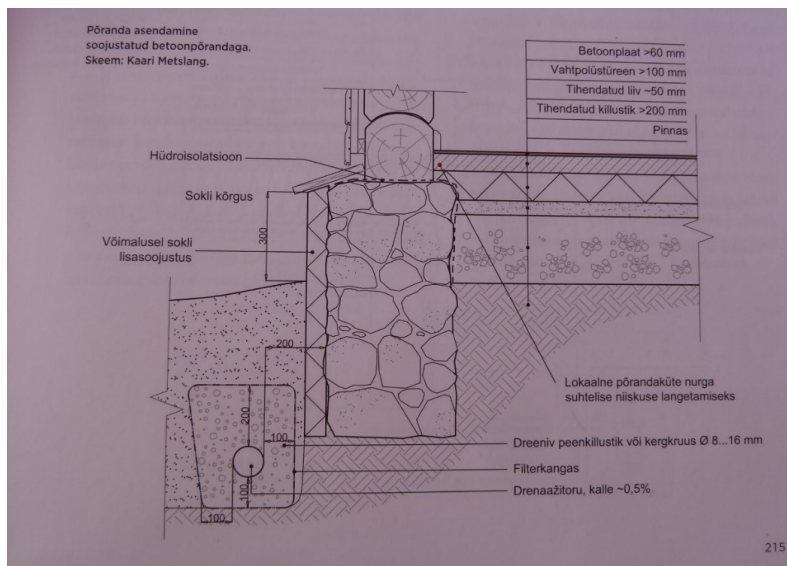 Põranda asendamine
soojustatud betoonpõrandaga.
Skeem: Kaari Metslang.
Betoonplaat >60 mm
Vahtpolüstüreen >100 mm
Tihendatud liiv ~50 mm
Tihendatud killustik >200 mm
Pinnas
Hüdroisolatsioon
Sokli kõrgus
300
Võimalusel sokli
lisasoojustus
200
200
100
100
100
Lokaalne põrandaküte nurga
suhtelise niiskuse langetamiseks
Dreeniv peenkillustik või kergkruus Ø 8...16 mm
Filterkangas
Drenaažitoru, kalle ~0,5%
215